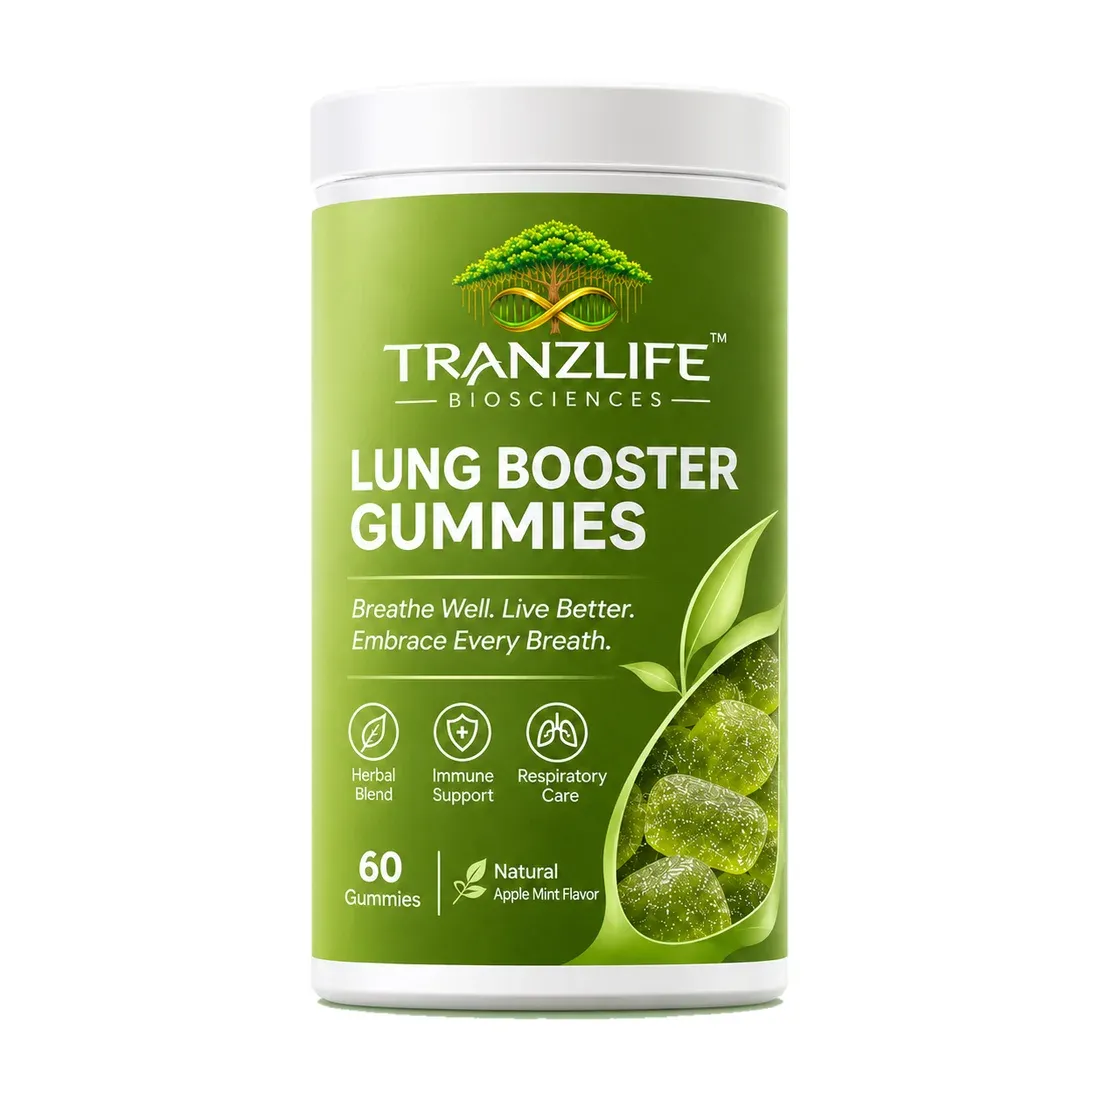 TRANZLIFE™
BIOSCIENCES
LUNG BOOSTER
GUMMIES
Breathe Well. Live Better.
Embrace Every Breath.
Herbal
Blend
Immune
Support
Respiratory
Care
60
Gummies
Natural
Apple Mint Flavor